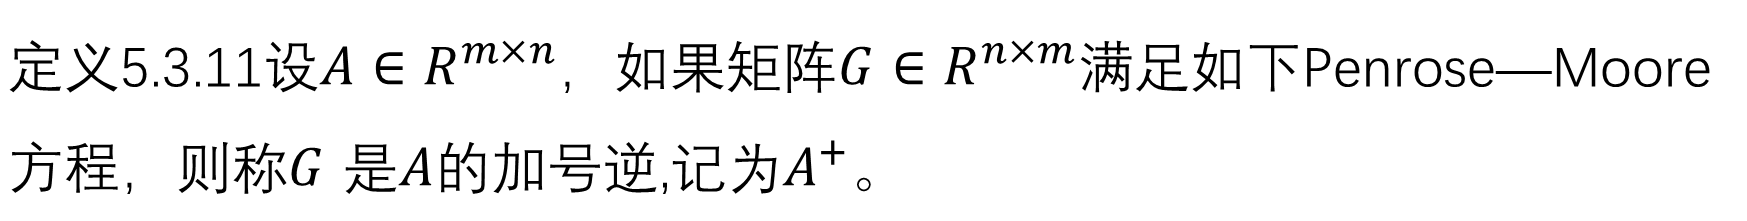 定义5.3.11设A ∈ R^{m×n}，如果矩阵G ∈ R^{n×m}满足如下Penrose—Moore
方程，则称G 是A的加号逆,记为A^+。